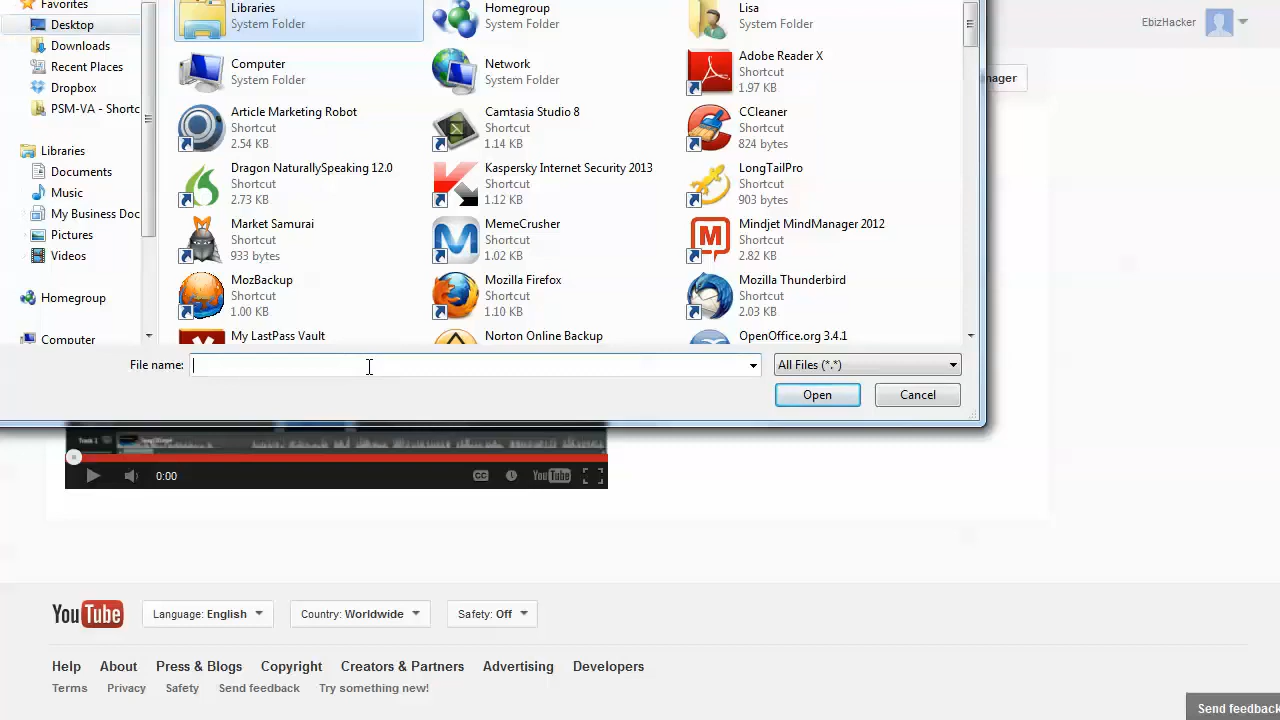 Favorites
Desktop
Downloads
Recent Places
Dropbox
PSM-VA - Shortc
Libraries
Documents
Music
My Business Doc
Pictures
Videos
Homegroup
Computer
Libraries
System Folder
Homegroup
System Folder
Lisa
System Folder
Computer
System Folder
Network
System Folder
Adobe Reader X
Shortcut
1.97 KB
Article Marketing Robot
Shortcut
2.54 KB
Camtasia Studio 8
Shortcut
1.14 KB
CCleaner
Shortcut
824 bytes
Dragon NaturallySpeaking 12.0
Shortcut
2.73 KB
Kaspersky Internet Security 2013
Shortcut
1.12 KB
LongTailPro
Shortcut
903 bytes
Market Samurai
Shortcut
933 bytes
MemeCrusher
Shortcut
1.02 KB
Mindjet MindManager 2012
Shortcut
2.82 KB
MozBackup
Shortcut
1.00 KB
Mozilla Firefox
Shortcut
1.10 KB
Mozilla Thunderbird
Shortcut
2.03 KB
My LastPass Vault
Norton Online Backup
OpenOffice.org 3.4.1
File name:
All Files (*.*)
Open
Cancel
EbizHacker
nager
Track 1
0:00
CC
YouTube
YouTube
Language: English
Country: Worldwide
Safety: Off
Help
About
Press & Blogs
Copyright
Creators & Partners
Advertising
Developers
Terms
Privacy
Safety
Send feedback
Try something new!
Send feedback